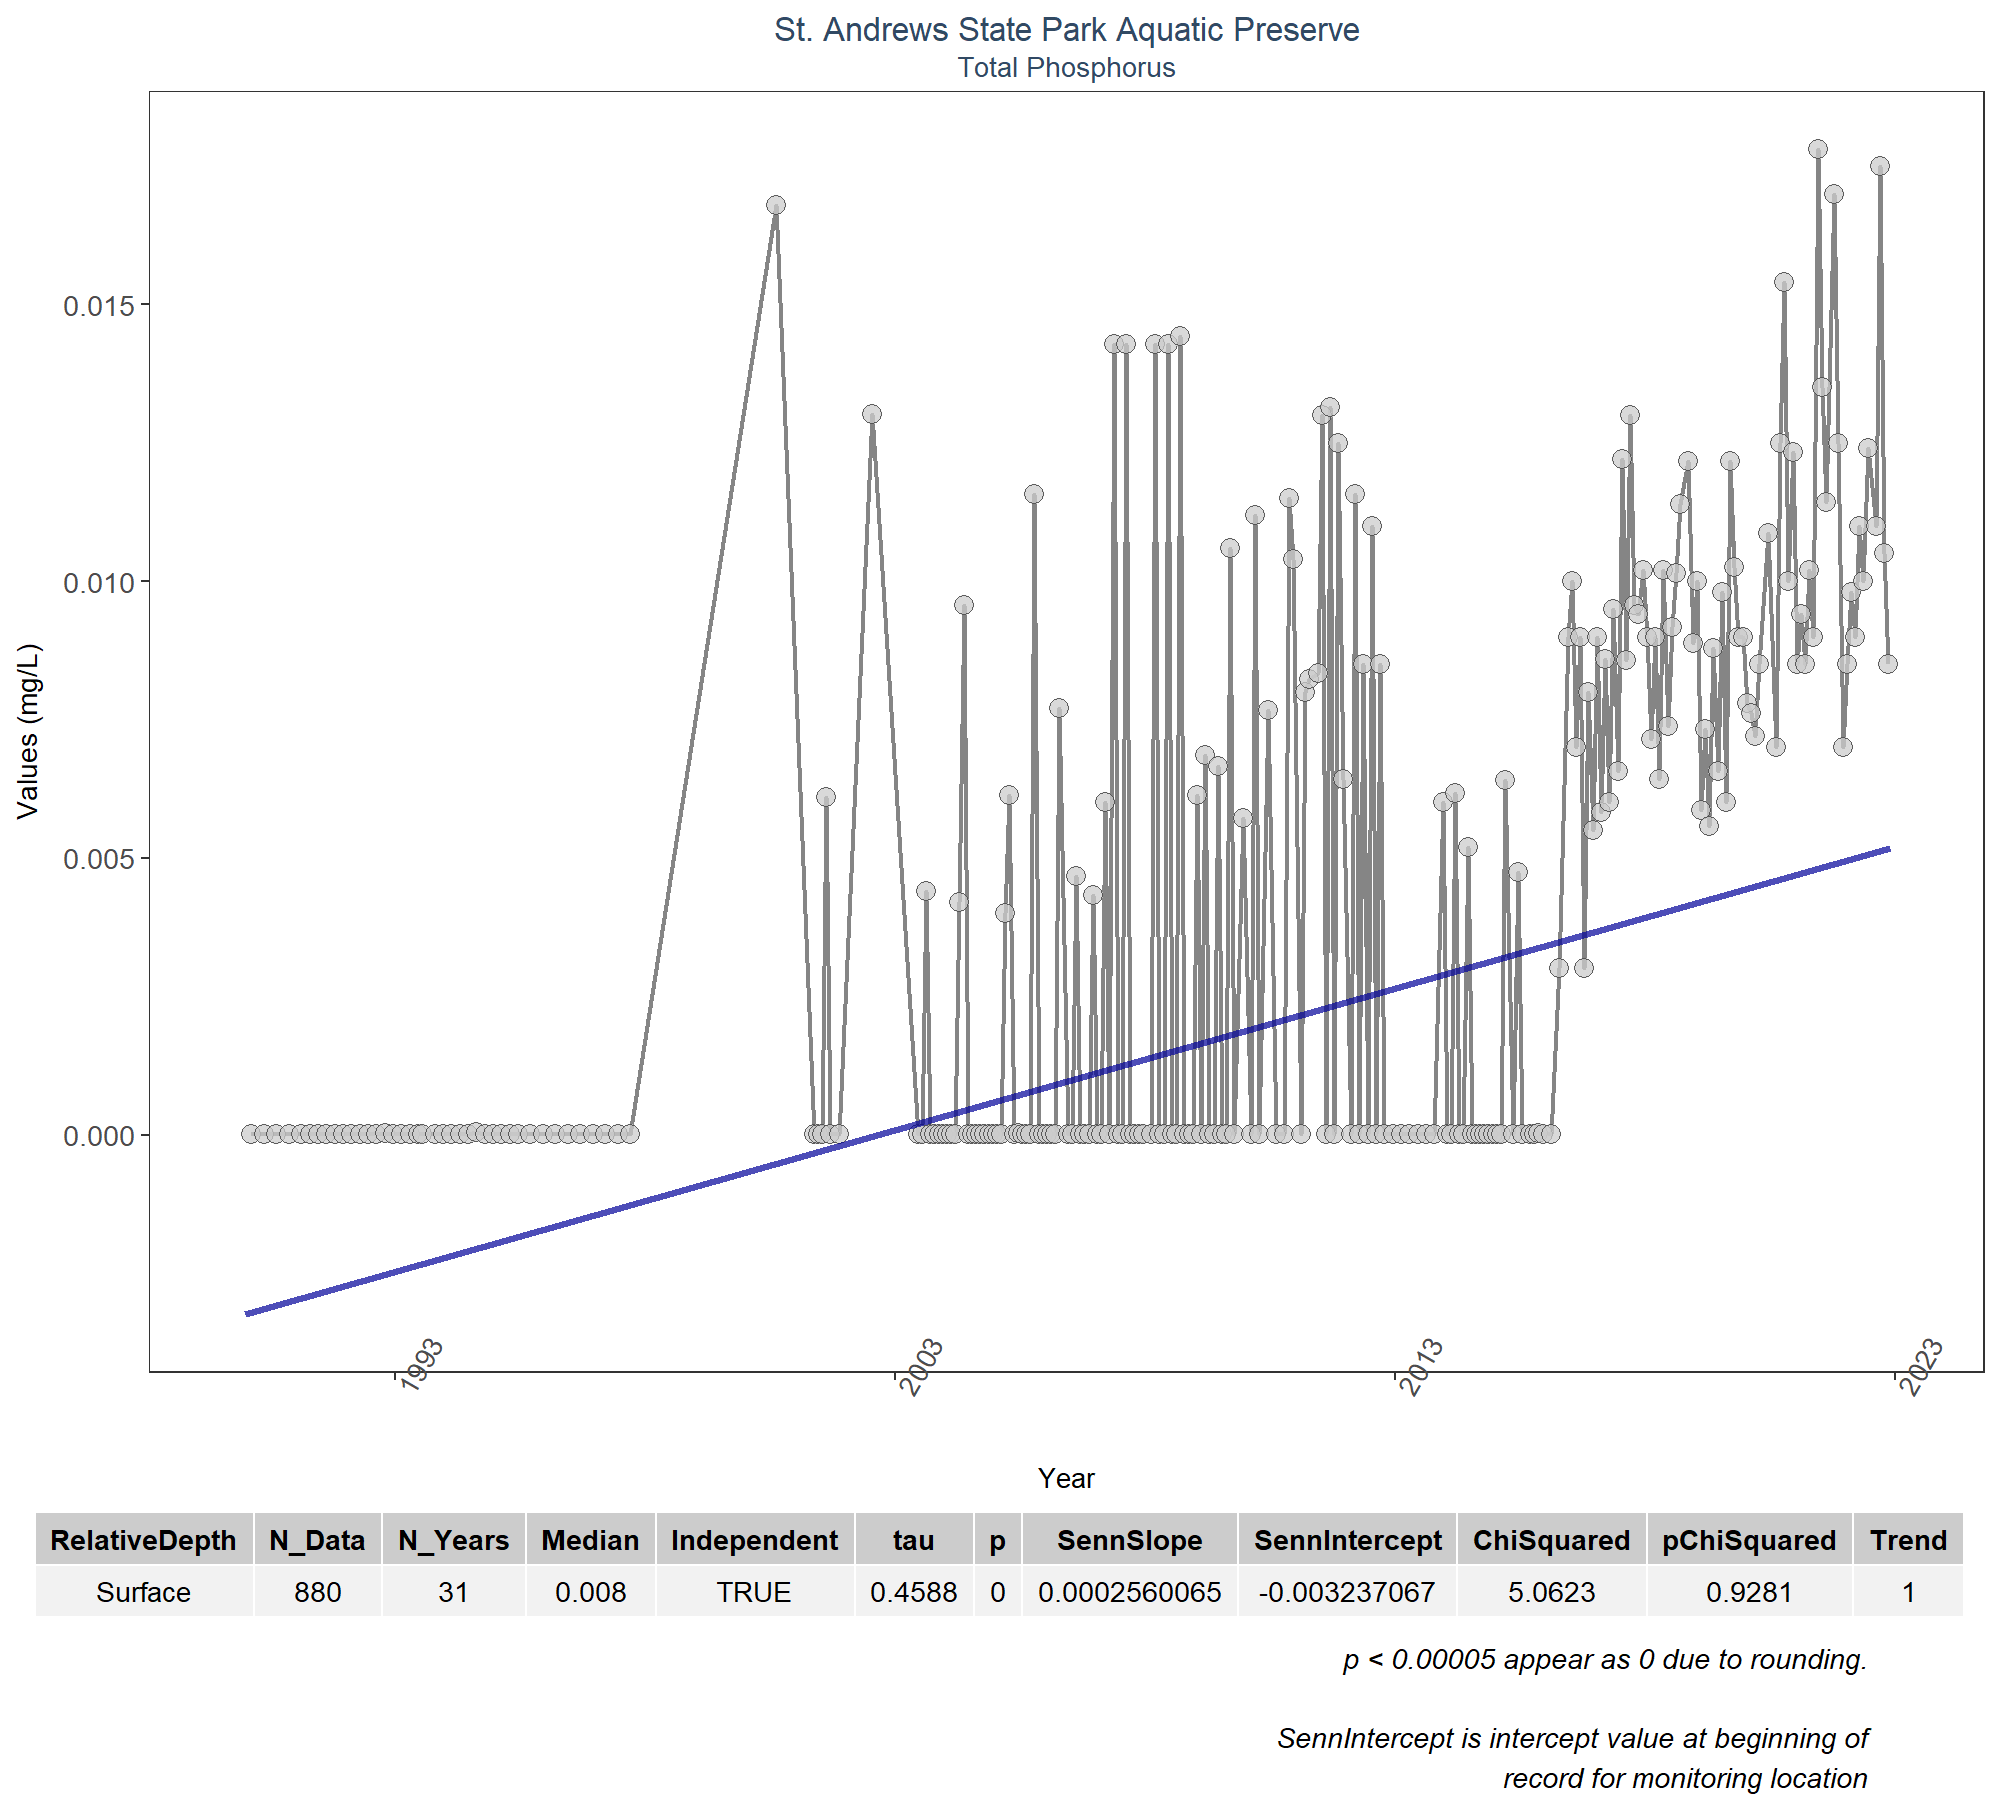 St. Andrews State Park Aquatic Preserve
Total Phosphorus
Values (mg/L)
0.015
0.010
0.005
0.000
1993 2003 2013 2023
Year
RelativeDepth N_Data N_Years Median Independent tau p SennSlope SennIntercept ChiSquared pChiSquared Trend
Surface 880 31 0.008 TRUE 0.4588 0 0.0002560065 -0.003237067 5.0623 0.9281 1
p < 0.00005 appear as 0 due to rounding.
SennIntercept is intercept value at beginning of
record for monitoring location